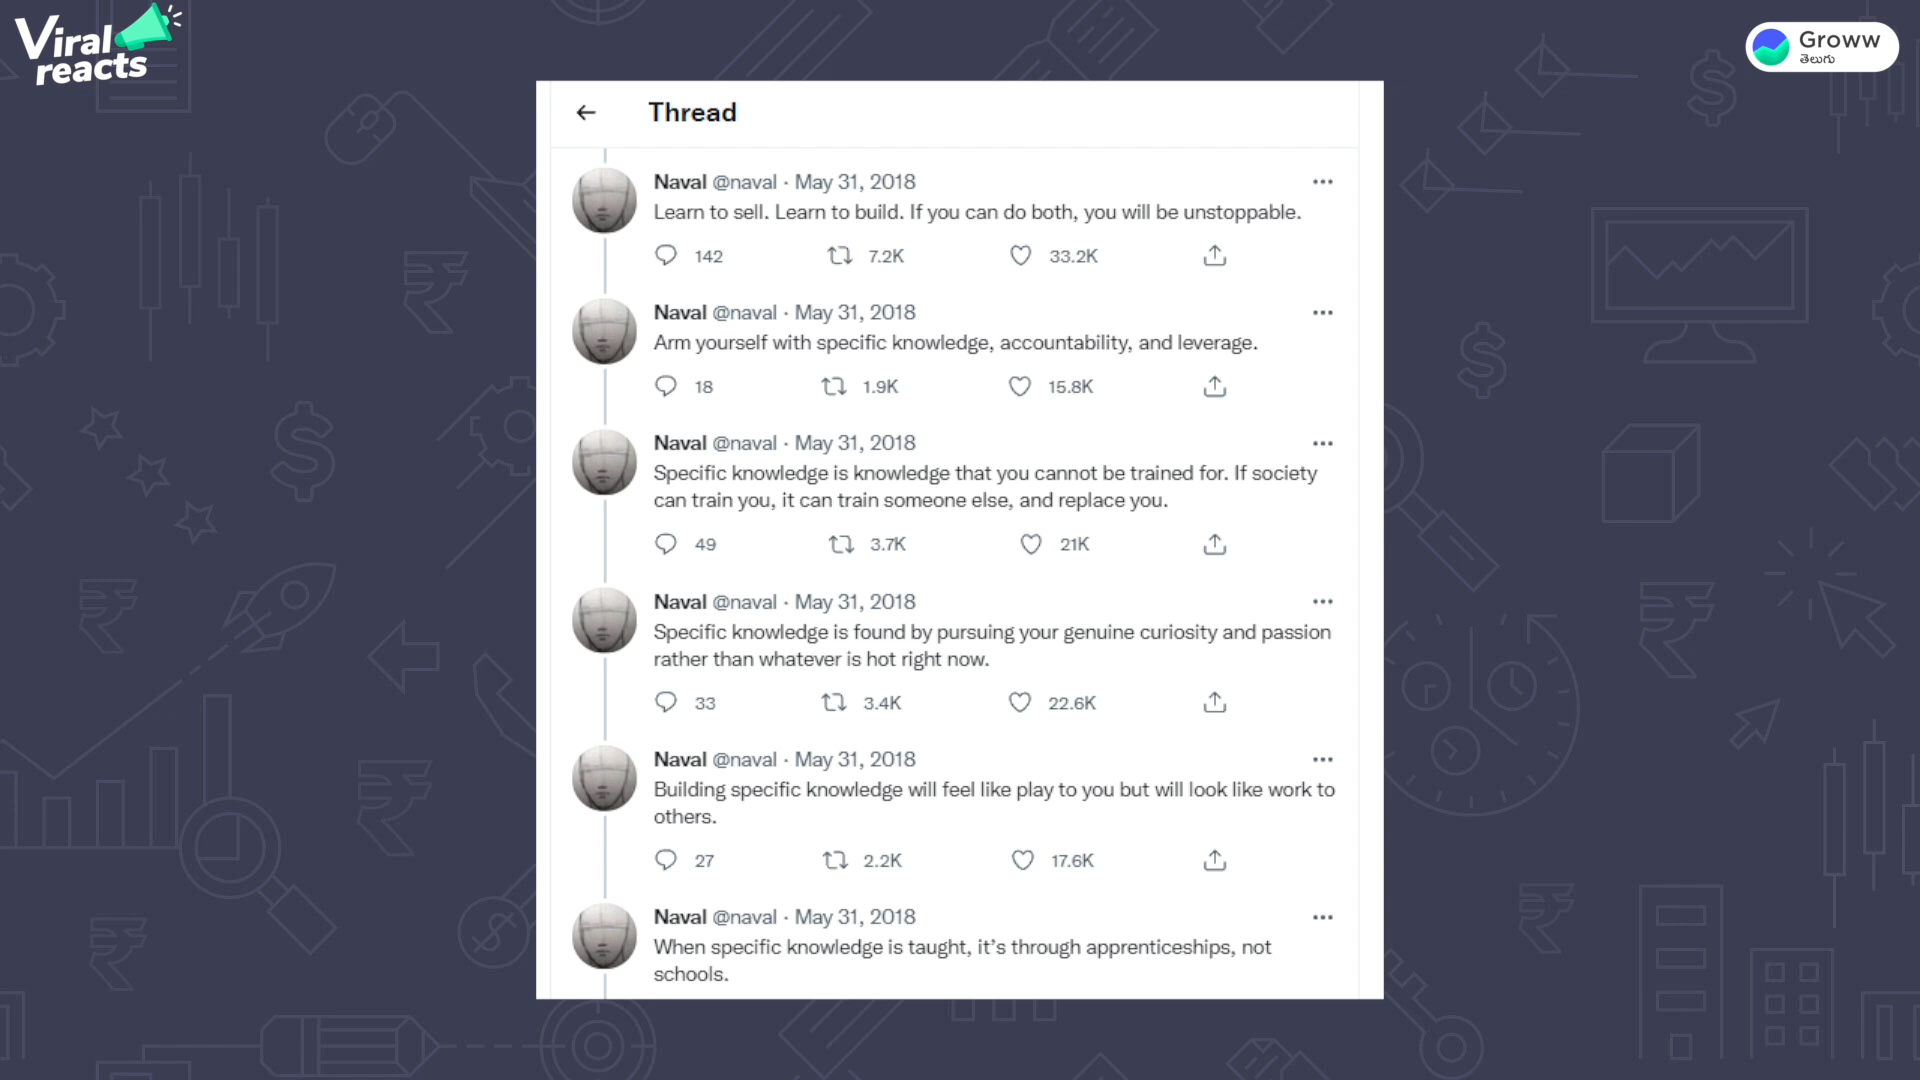 Viral
reacts
Groww
తెలుగు
Thread
Naval @naval · May 31, 2018
Learn to sell. Learn to build. If you can do both, you will be unstoppable.
142 7.2K 33.2K
Naval @naval · May 31, 2018
Arm yourself with specific knowledge, accountability, and leverage.
18 1.9K 15.8K
Naval @naval · May 31, 2018
Specific knowledge is knowledge that you cannot be trained for. If society
can train you, it can train someone else, and replace you.
49 3.7K 21K
Naval @naval · May 31, 2018
Specific knowledge is found by pursuing your genuine curiosity and passion
rather than whatever is hot right now.
33 3.4K 22.6K
Naval @naval · May 31, 2018
Building specific knowledge will feel like play to you but will look like work to
others.
27 2.2K 17.6K
Naval @naval · May 31, 2018
When specific knowledge is taught, it’s through apprenticeships, not
schools.